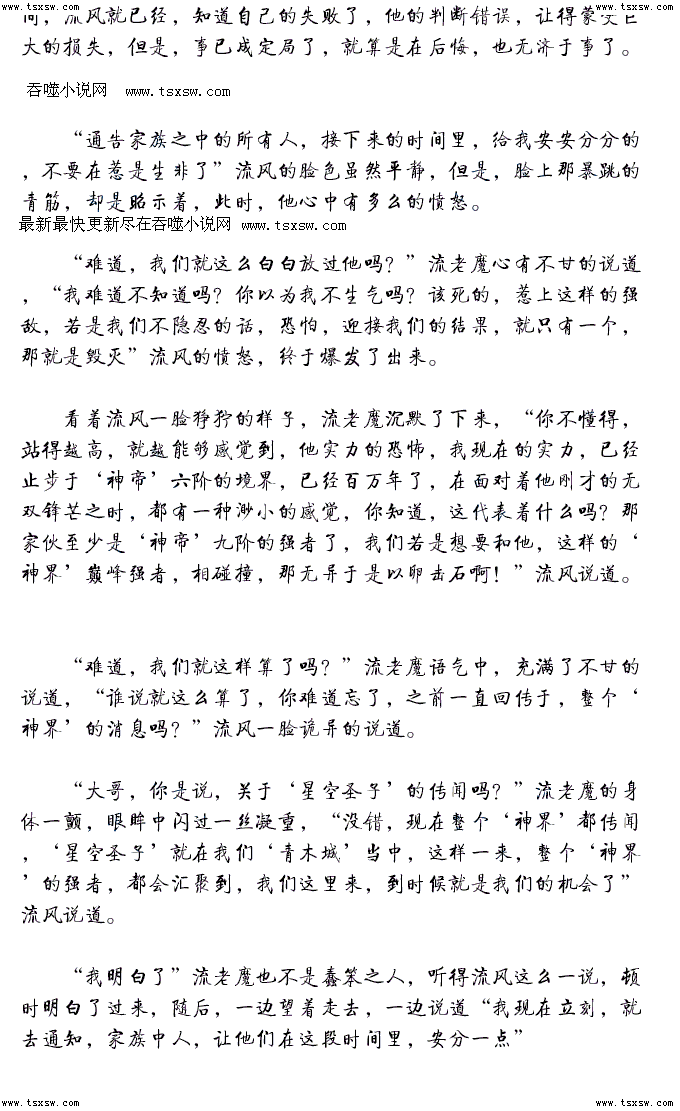 www.tsxsw.com www.tsxsw.com
间，流风就已经，知道自己的失败了，他的判断错误，让得蒙受巨
大的损失，但是，事已成定局了，就算是在后悔，也无济于事了。
吞噬小说网 www.tsxsw.com
“通告家族之中的所有人，接下来的时间里，给我安安分分的
，不要在惹是生非了”流风的脸色虽然平静，但是，脸上那暴跳的
青筋，却是昭示着，此时，他心中有多么的愤怒。
最新最快更新尽在吞噬小说网 www.tsxsw.com
“难道，我们就这么白白放过他吗？”流老魔心有不甘的说道
，“我难道不知道吗？你以为我不生气吗？该死的，惹上这样的强
敌，若是我们不隐忍的话，恐怕，迎接我们的结果，就只有一个，
那就是毁灭”流风的愤怒，终于爆发了出来。
看着流风一脸狰狞的样子，流老魔沉默了下来，“你不懂得，
站得越高，就越能够感觉到，他实力的恐怖，我现在的实力，已经
止步于‘神帝’六阶的境界，已经百万年了，在面对着他刚才的无
双锋芒之时，都有一种渺小的感觉，你知道，这代表着什么吗？那
家伙至少是‘神帝’九阶的强者了，我们若是想要和他，这样的‘
神界’巅峰强者，相碰撞，那无异于是以卵击石啊！”流风说道。
“难道，我们就这样算了吗？”流老魔语气中，充满了不甘的
说道，“谁说就这么算了，你难道忘了，之前一直回传于，整个‘
神界’的消息吗？”流风一脸诡异的说道。
“大哥，你是说，关于‘星空圣子’的传闻吗？”流老魔的身
体一颤，眼眸中闪过一丝凝重，“没错，现在整个‘神界’都传闻
，‘星空圣子’就在我们‘青木城’当中，这样一来，整个‘神界
’的强者，都会汇聚到，我们这里来，到时候就是我们的机会了”
流风说道。
“我明白了”流老魔也不是蠢笨之人，听得流风这么一说，顿
时明白了过来，随后，一边望着走去，一边说道“我现在立刻，就
去通知，家族中人，让他们在这段时间里，安分一点”
www.tsxsw.com www.tsxsw.com